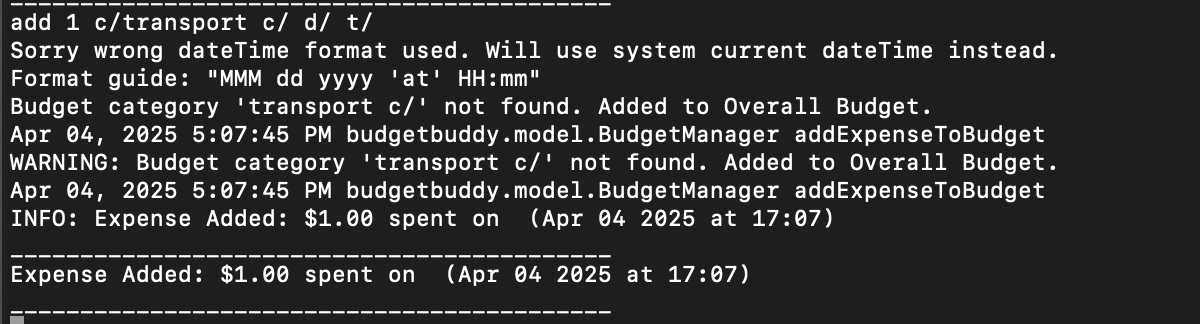 ____________________________________________
add 1 c/transport c/ d/ t/
Sorry wrong dateTime format used. Will use system current dateTime instead.
Format guide: "MMM dd yyyy 'at' HH:mm"
Budget category 'transport c/' not found. Added to Overall Budget.
Apr 04, 2025 5:07:45 PM budgetbuddy.model.BudgetManager addExpenseToBudget
WARNING: Budget category 'transport c/' not found. Added to Overall Budget.
Apr 04, 2025 5:07:45 PM budgetbuddy.model.BudgetManager addExpenseToBudget
INFO: Expense Added: $1.00 spent on  (Apr 04 2025 at 17:07)
____________________________________________
Expense Added: $1.00 spent on  (Apr 04 2025 at 17:07)
____________________________________________